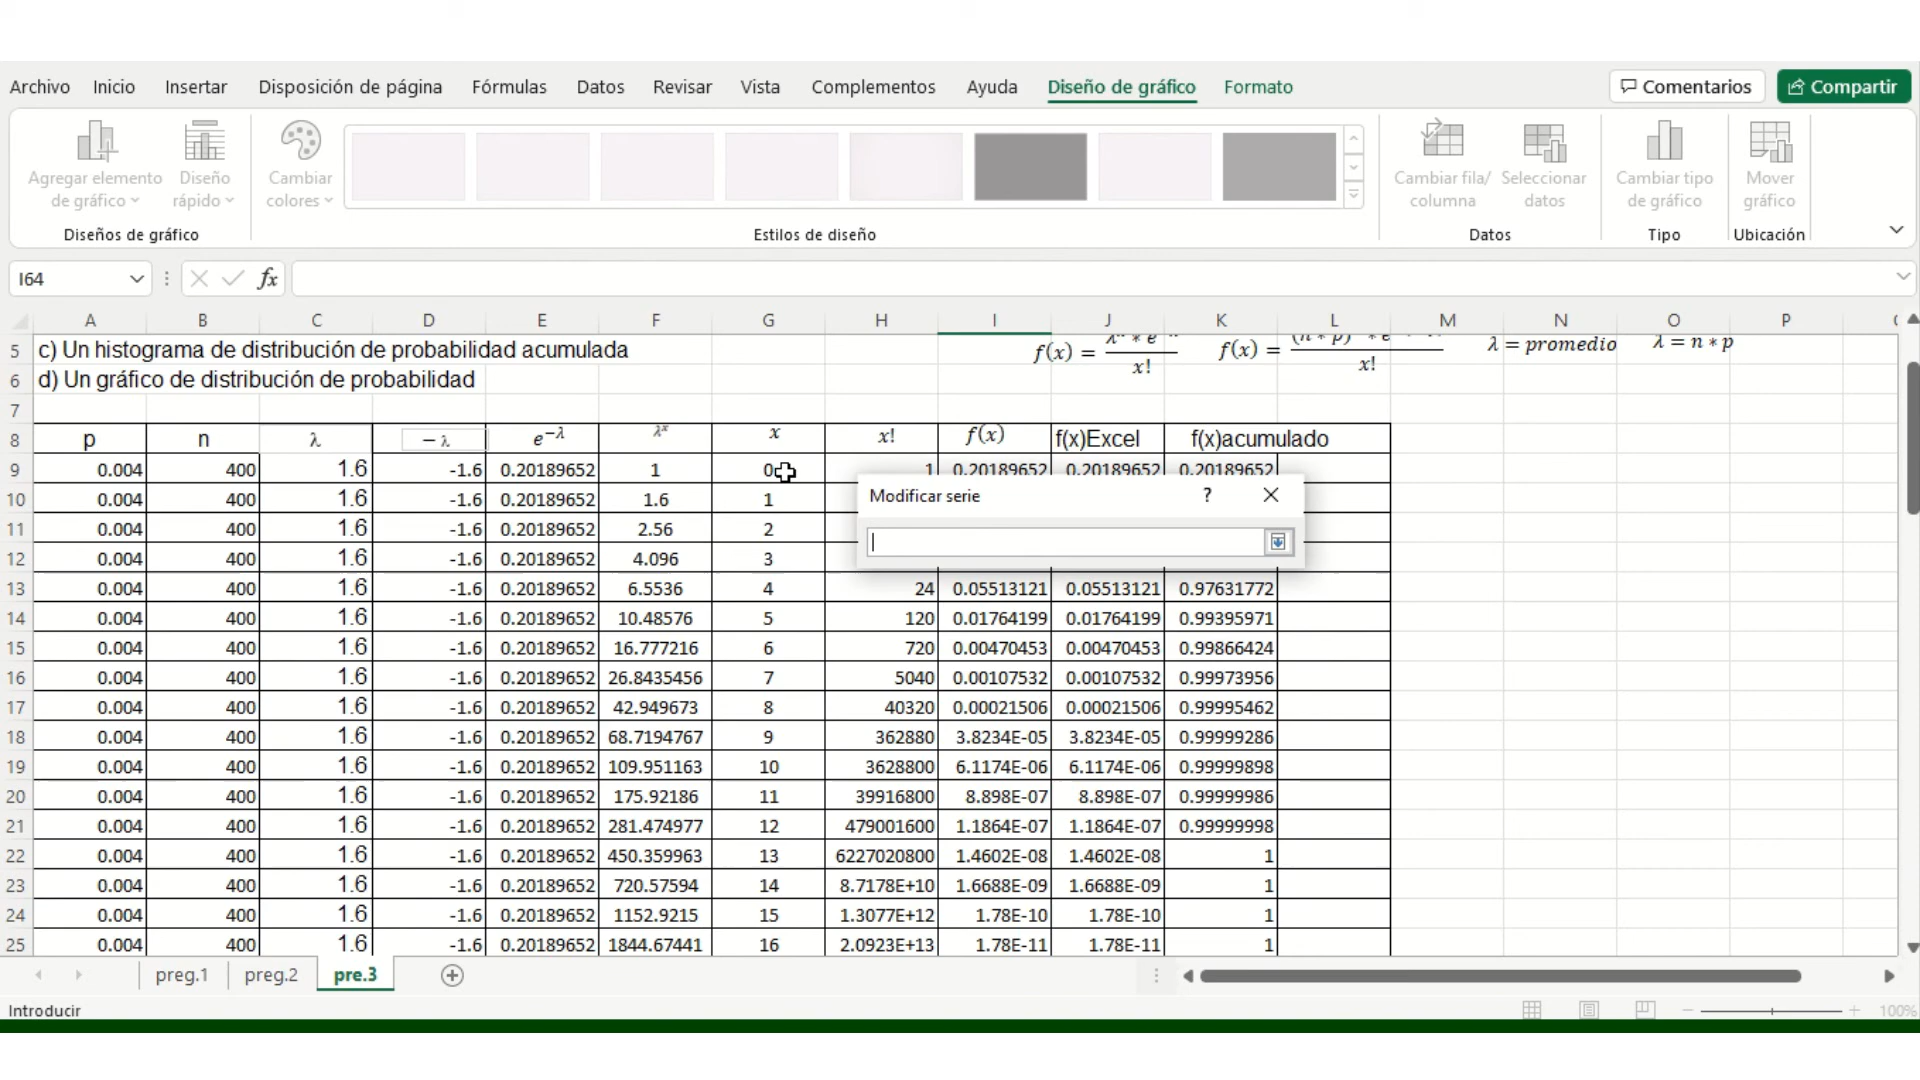 Archivo Inicio Insertar Disposición de página Fórmulas Datos Revisar Vista Complementos Ayuda Diseño de gráfico Formato Comentarios Compartir
Agregar elemento de gráfico Diseño rápido Cambiar colores Cambiar fila/ columna Seleccionar datos Cambiar tipo de gráfico Mover gráfico
Diseños de gráfico Estilos de diseño Datos Tipo Ubicación
I64 fx
A B C D E F G H I J K L M N O P
5 c) Un histograma de distribución de probabilidad acumulada f(x) = x! f(x) = x! λ = promedio λ = n * p
6 d) Un gráfico de distribución de probabilidad
7
8 p n λ − λ e^−λ λ^x x x! f(x) f(x)Excel f(x)acumulado
9 0.004 400 1.6 -1.6 0.20189652 1 0 1 0.20189652 0.20189652 0.20189652
Modificar serie ?
10 0.004 400 1.6 -1.6 0.20189652 1.6 1
11 0.004 400 1.6 -1.6 0.20189652 2.56 2
12 0.004 400 1.6 -1.6 0.20189652 4.096 3
13 0.004 400 1.6 -1.6 0.20189652 6.5536 4 24 0.05513121 0.05513121 0.97631772
14 0.004 400 1.6 -1.6 0.20189652 10.48576 5 120 0.01764199 0.01764199 0.99395971
15 0.004 400 1.6 -1.6 0.20189652 16.777216 6 720 0.00470453 0.00470453 0.99866424
16 0.004 400 1.6 -1.6 0.20189652 26.8435456 7 5040 0.00107532 0.00107532 0.99973956
17 0.004 400 1.6 -1.6 0.20189652 42.949673 8 40320 0.00021506 0.00021506 0.99995462
18 0.004 400 1.6 -1.6 0.20189652 68.7194767 9 362880 3.8234E-05 3.8234E-05 0.99999286
19 0.004 400 1.6 -1.6 0.20189652 109.951163 10 3628800 6.1174E-06 6.1174E-06 0.99999898
20 0.004 400 1.6 -1.6 0.20189652 175.92186 11 39916800 8.898E-07 8.898E-07 0.99999986
21 0.004 400 1.6 -1.6 0.20189652 281.474977 12 479001600 1.1864E-07 1.1864E-07 0.99999998
22 0.004 400 1.6 -1.6 0.20189652 450.359963 13 6227020800 1.4602E-08 1.4602E-08 1
23 0.004 400 1.6 -1.6 0.20189652 720.57594 14 8.7178E+10 1.6688E-09 1.6688E-09 1
24 0.004 400 1.6 -1.6 0.20189652 1152.9215 15 1.3077E+12 1.78E-10 1.78E-10 1
25 0.004 400 1.6 -1.6 0.20189652 1844.67441 16 2.0923E+13 1.78E-11 1.78E-11 1
preg.1 preg.2 pre.3
Introducir 100%